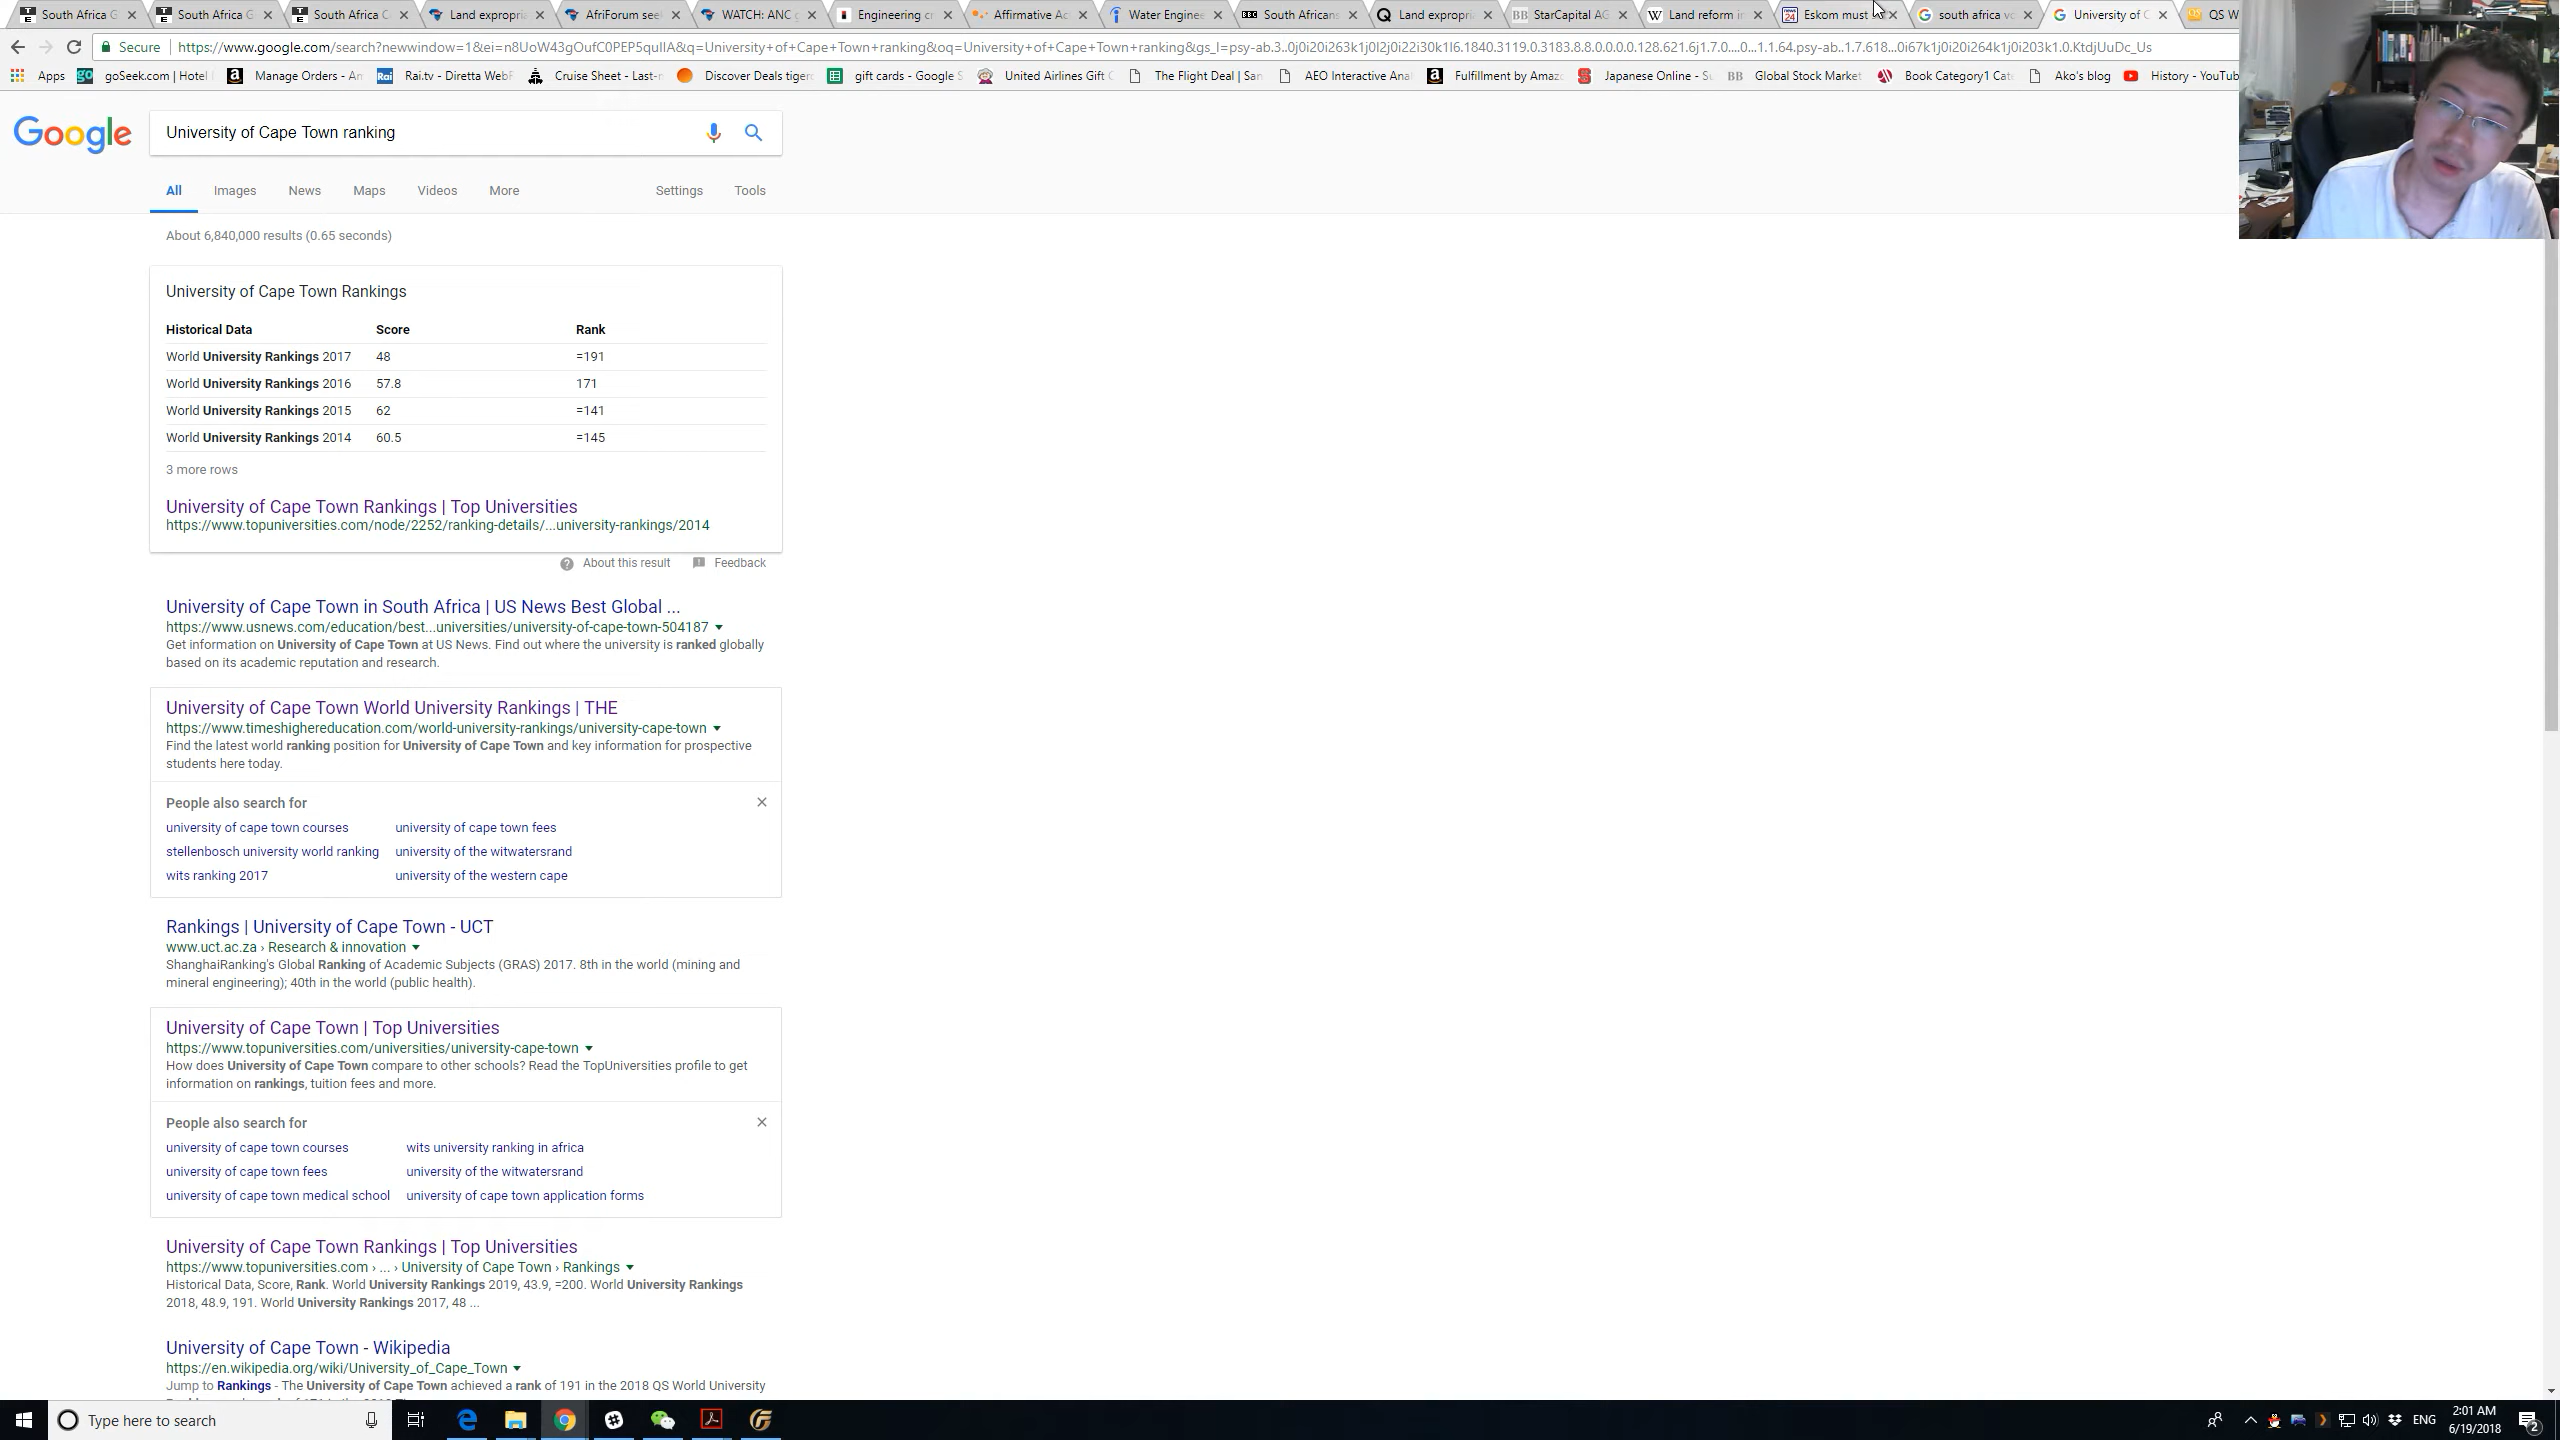 South Africa G
South Africa G
South Africa C
Land expropri
AfriForum see
WATCH: ANC
Engineering c
Affirmative Ac
Water Enginee
South Africans
Land expropri
StarCapital AG
Land reform i
Eskom must
south africa v
University of C
QS W
Secure
https://www.google.com/search?newwindow=1&ei=n8UoW43gOufC0PEP5quIIA&q=University+of+Cape+Town+ranking&oq=University+of+Cape+Town+ranking&gs_l=psy-ab.3..0j0i20i263k1j0l2j0i22i30k1l6.1840.3119.0.3183.8.8.0.0.0.0.128.621.6j1.7.0....0...1.1.64.psy-ab..1.7.618...0i67k1j0i20i264k1j0i203k1.0.KtdjUuDc_Us
Apps
goSeek.com | Hotel
Manage Orders - An
Rai.tv - Diretta WebR
Cruise Sheet - Last-
Discover Deals tiger
gift cards - Google S
United Airlines Gift C
The Flight Deal | San
AEO Interactive Ana
Fulfillment by Amaz
Japanese Online - S
BB Global Stock Market
Book Category1 Cat
Ako's blog
History - YouTub
Google
University of Cape Town ranking
All Images News Maps Videos More Settings Tools
About 6,840,000 results (0.65 seconds)
University of Cape Town Rankings
Historical Data Score Rank
World University Rankings 2017 48 =191
World University Rankings 2016 57.8 171
World University Rankings 2015 62 =141
World University Rankings 2014 60.5 =145
3 more rows
University of Cape Town Rankings | Top Universities
https://www.topuniversities.com/node/2252/ranking-details/...university-rankings/2014
About this result Feedback
University of Cape Town in South Africa | US News Best Global ...
https://www.usnews.com/education/best...universities/university-of-cape-town-504187
Get information on University of Cape Town at US News. Find out where the university is ranked globally
based on its academic reputation and research.
University of Cape Town World University Rankings | THE
https://www.timeshighereducation.com/world-university-rankings/university-cape-town
Find the latest world ranking position for University of Cape Town and key information for prospective
students here today.
People also search for
university of cape town courses university of cape town fees
stellenbosch university world ranking university of the witwatersrand
wits ranking 2017 university of the western cape
Rankings | University of Cape Town - UCT
www.uct.ac.za › Research & innovation
ShanghaiRanking's Global Ranking of Academic Subjects (GRAS) 2017. 8th in the world (mining and
mineral engineering); 40th in the world (public health).
University of Cape Town | Top Universities
https://www.topuniversities.com/universities/university-cape-town
How does University of Cape Town compare to other schools? Read the TopUniversities profile to get
information on rankings, tuition fees and more.
People also search for
university of cape town courses wits university ranking in africa
university of cape town fees university of the witwatersrand
university of cape town medical school university of cape town application forms
University of Cape Town Rankings | Top Universities
https://www.topuniversities.com › ... › University of Cape Town › Rankings
Historical Data, Score, Rank. World University Rankings 2019, 43.9, =200. World University Rankings
2018, 48.9, 191. World University Rankings 2017, 48 ...
University of Cape Town - Wikipedia
https://en.wikipedia.org/wiki/University_of_Cape_Town
Jump to Rankings - The University of Cape Town achieved a rank of 191 in the 2018 QS World University
Type here to search
ENG
2:01 AM
6/19/2018
2